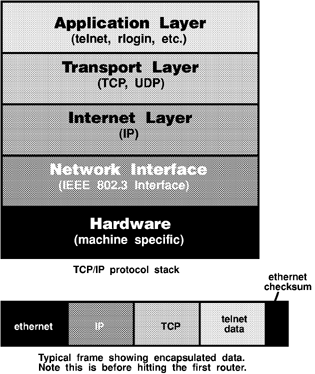 Application Layer
(telnet, rlogin, etc.)
Transport Layer
(TCP, UDP)
Internet Layer
(IP)
Network Interface
(IEEE 802.3 Interface)
Hardware
(machine specific)
TCP/IP protocol stack
ethernet
checksum
ethernet
IP
TCP
telnet
data
Typical frame showing encapsulated data.
Note this is before hitting the first router.